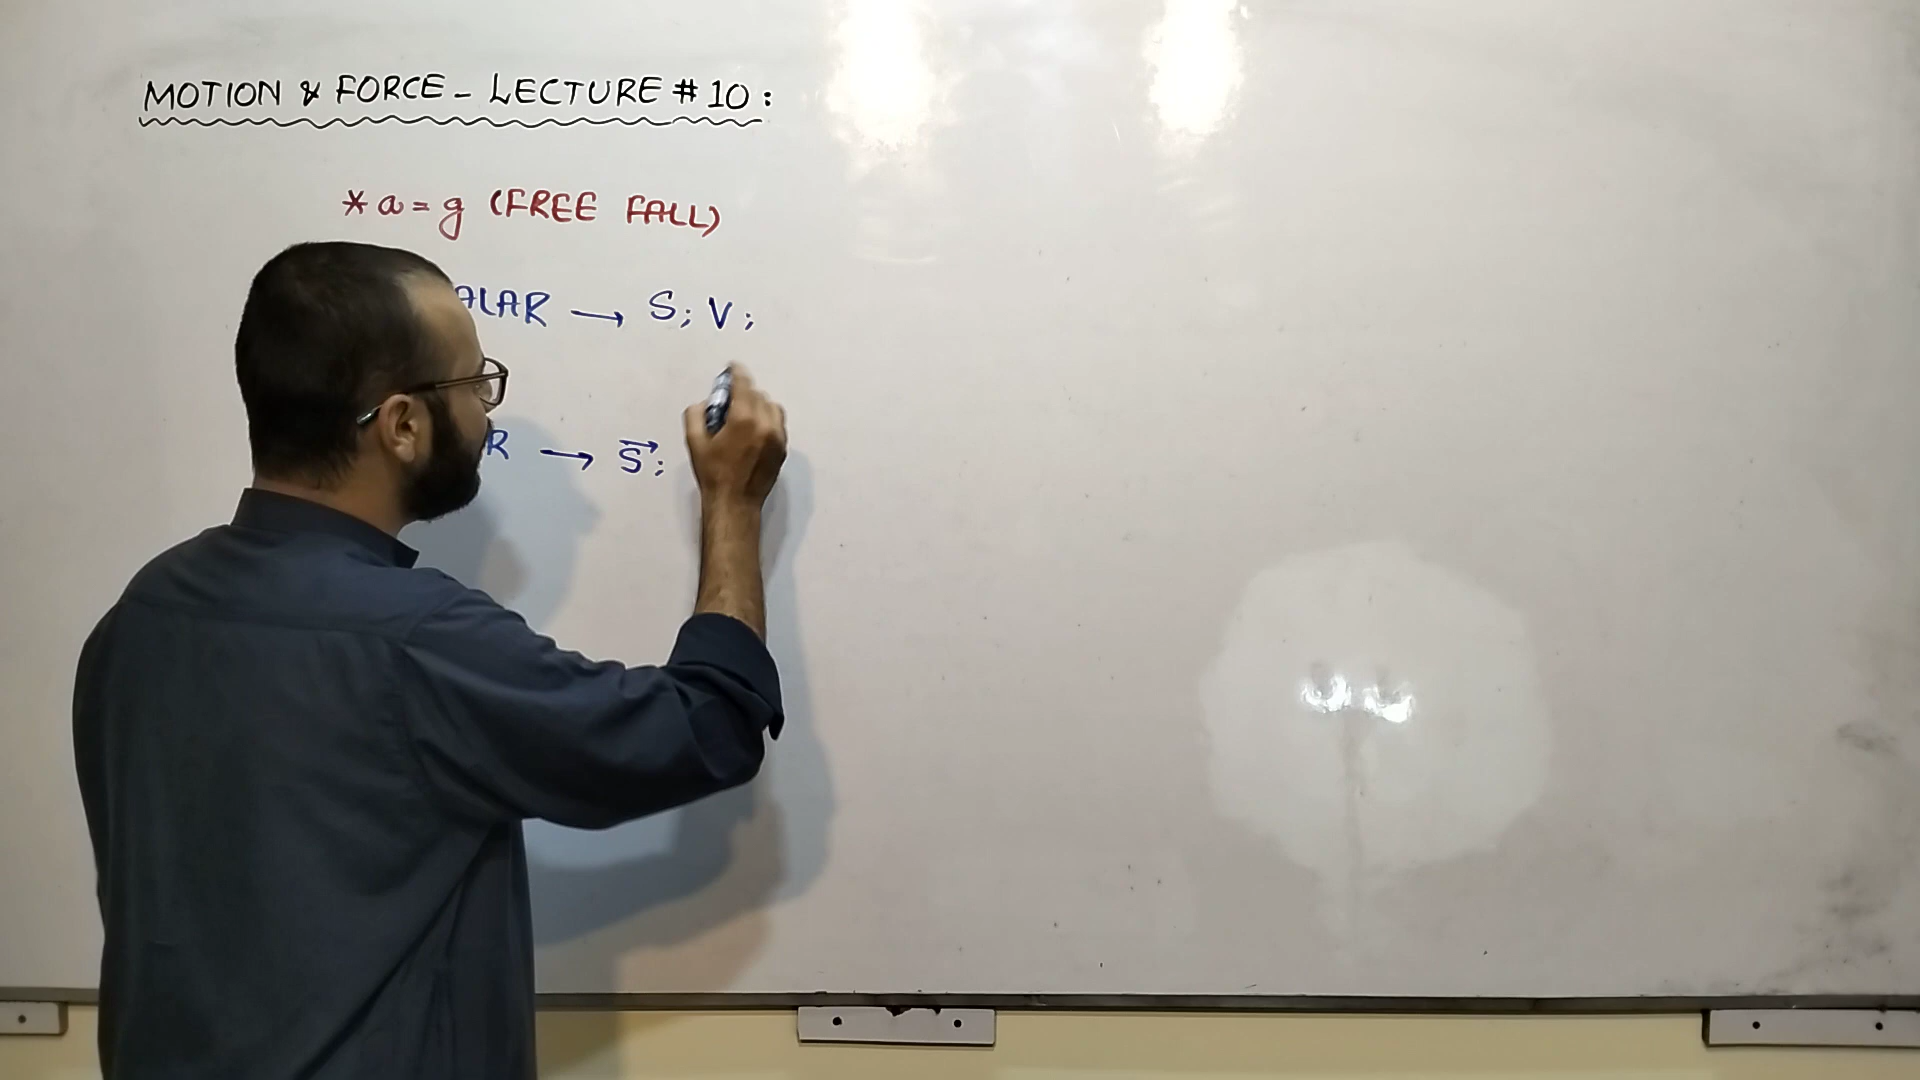 MOTION & FORCE - LECTURE # 10 :
* a = g (FREE FALL)
ALAR → S; V;
R → S⃗;